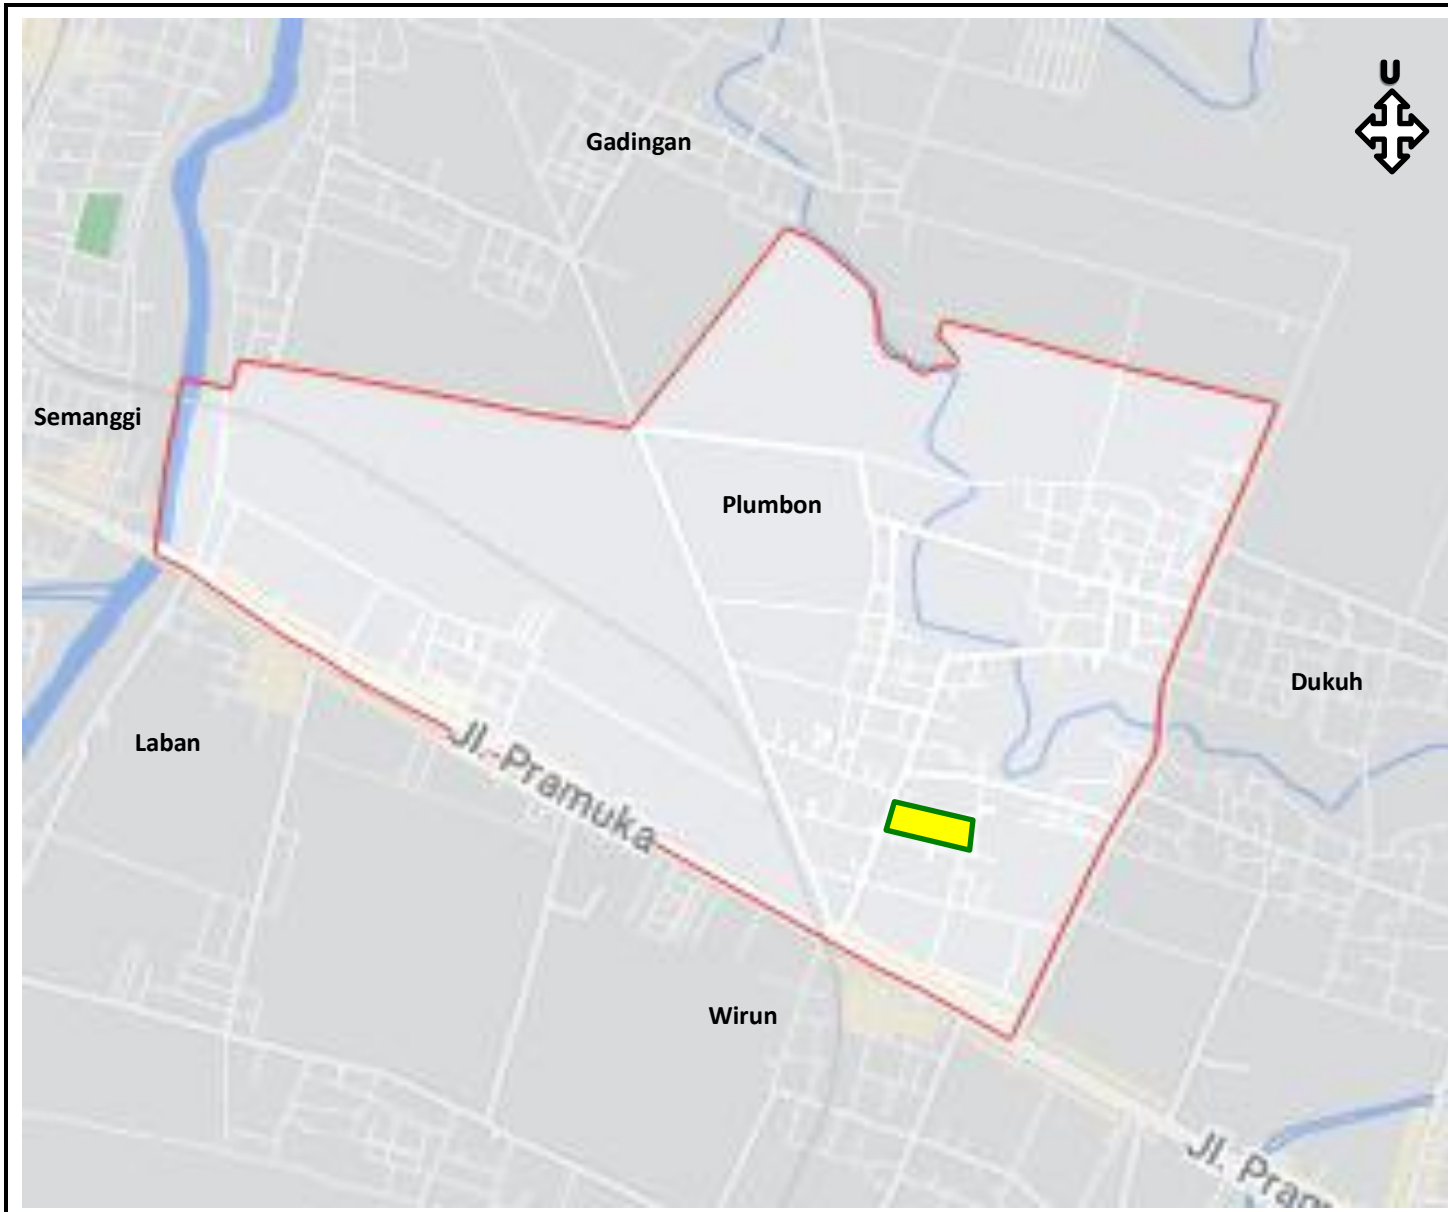 U
Gadingan
Semanggi
Plumbon
Dukuh
Laban
Jl. Pramuka
Wirun
Jl. Pram